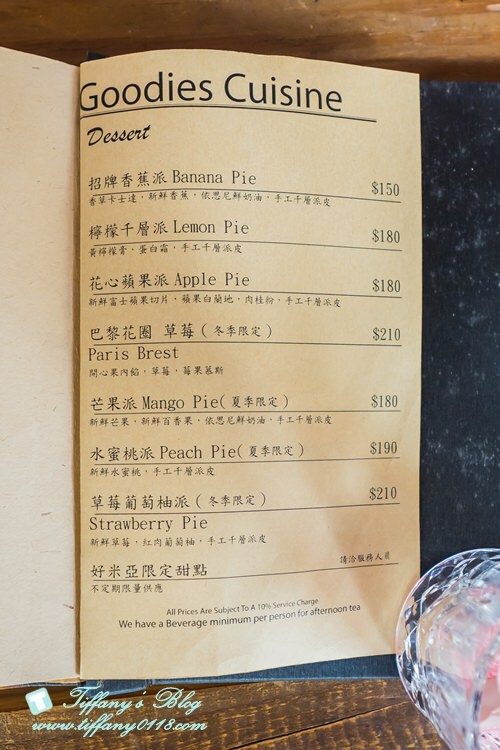 Goodies Cuisine
Dessert
招牌香蕉派 Banana Pie $150
香草卡士達，新鮮香蕉，依思尼鮮奶油，手工千層派皮
檸檬千層派 Lemon Pie $180
黃檸檬膏，蛋白霜，手工千層派皮
花心蘋果派 Apple Pie $180
新鮮富士蘋果切片，蘋果白蘭地，肉桂粉，手工千層派皮
巴黎花圈 草莓 ( 冬季限定 ) $210
Paris Brest
開心果內餡，草莓，莓果慕斯
芒果派 Mango Pie( 夏季限定 ) $180
新鮮芒果，新鮮百香果，依思尼鮮奶油，手工千層派皮
水蜜桃派 Peach Pie( 夏季限定 ) $190
新鮮水蜜桃，手工千層派皮
草莓葡萄柚派 ( 冬季限定 ) $210
Strawberry Pie
新鮮草莓，紅肉葡萄柚，手工千層派皮
好米亞限定甜點 請洽服務人員
不定期限量供應
All Prices Are Subject To A 10% Service Charge
We have a Beverage minimum per person for afternoon tea
Tiffany's Blog
www.tiffany0118.com